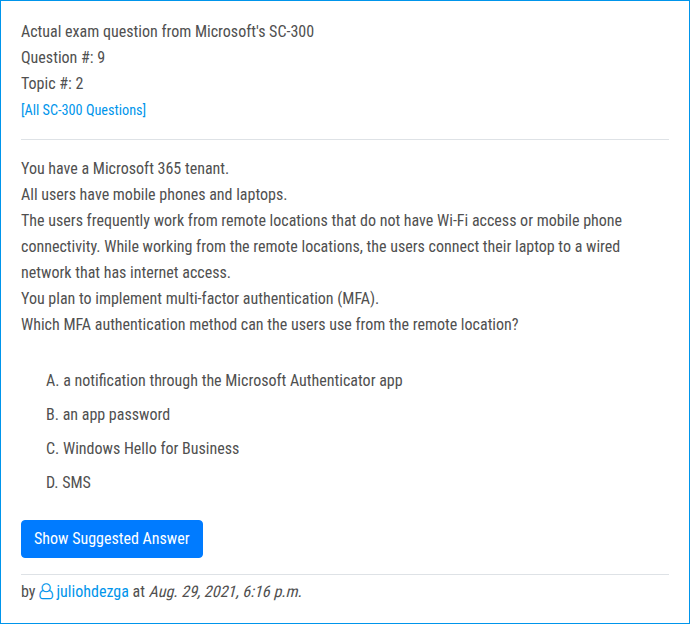 Actual exam question from Microsoft's SC-300
Question #: 9
Topic #: 2
[All SC-300 Questions]
You have a Microsoft 365 tenant.
All users have mobile phones and laptops.
The users frequently work from remote locations that do not have Wi-Fi access or mobile phone
connectivity. While working from the remote locations, the users connect their laptop to a wired
network that has internet access.
You plan to implement multi-factor authentication (MFA).
Which MFA authentication method can the users use from the remote location?
A. a notification through the Microsoft Authenticator app
B. an app password
C. Windows Hello for Business
D. SMS
Show Suggested Answer
by juliohdezga at Aug. 29, 2021, 6:16 p.m.